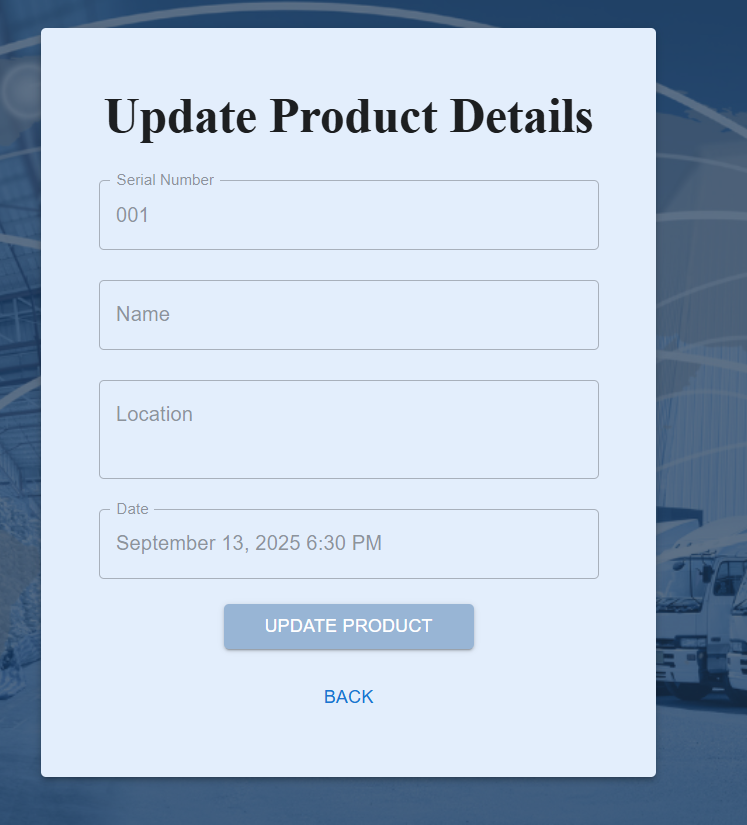 Update Product Details
Serial Number
001
Name
Location
Date
September 13, 2025 6:30 PM
UPDATE PRODUCT
BACK